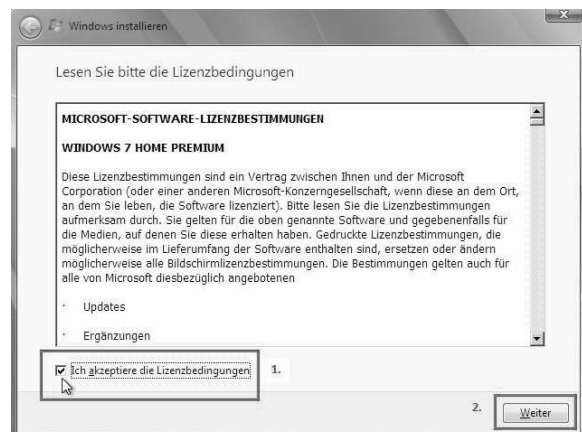 Windows installieren
Lesen Sie bitte die Lizenzbedingungen
MICROSOFT-SOFTWARE-LIZENZBESTIMMUNGEN
WINDOWS 7 HOME PREMIUM
Diese Lizenzbestimmungen sind ein Vertrag zwischen Ihnen und der Microsoft
Corporation (oder einer anderen Microsoft-Konzerngesellschaft, wenn diese an dem Ort,
an dem Sie leben, die Software lizenziert). Bitte lesen Sie die Lizenzbestimmungen
aufmerksam durch. Sie gelten für die oben genannte Software und gegebenenfalls für
die Medien, auf denen Sie diese erhalten haben. Gedruckte Lizenzbestimmungen, die
möglicherweise im Lieferumfang der Software enthalten sind, ersetzen oder ändern
möglicherweise alle Bildschirmlizenzbestimmungen. Die Bestimmungen gelten auch für
alle von Microsoft diesbezüglich angebotenen
· Updates
· Ergänzungen
Ich akzeptiere die Lizenzbedingungen 1.
2. Weiter